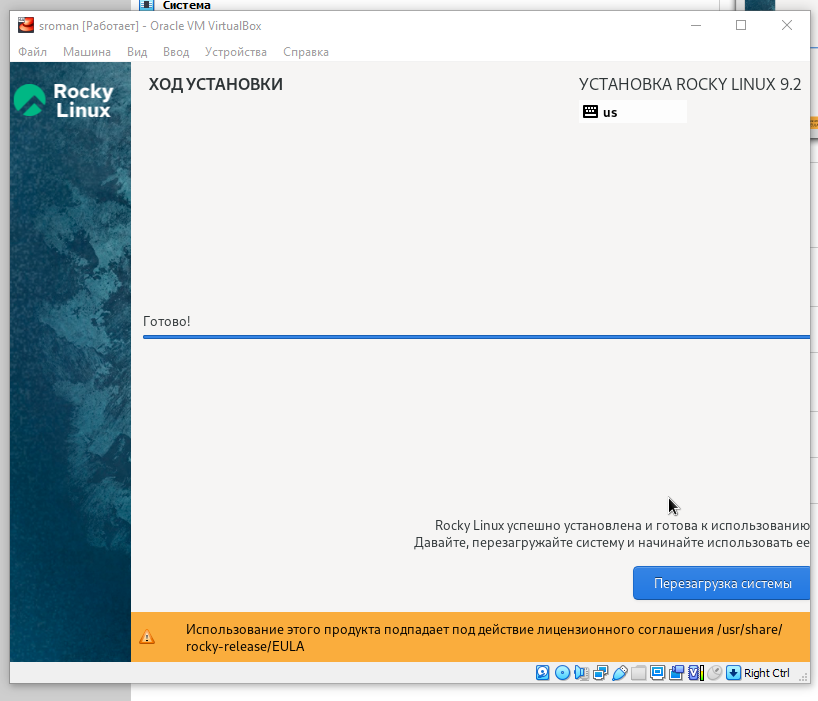 Система
sroman [Работает] - Oracle VM VirtualBox
Файл Машина Вид Ввод Устройства Справка
Rocky
Linux
ХОД УСТАНОВКИ
УСТАНОВКА ROCKY LINUX 9.2
us
Готово!
Rocky Linux успешно установлена и готова к использованию
Давайте, перезагружайте систему и начинайте использовать ее
Перезагрузка системы
Использование этого продукта подпадает под действие лицензионного соглашения /usr/share/
rocky-release/EULA
Right Ctrl